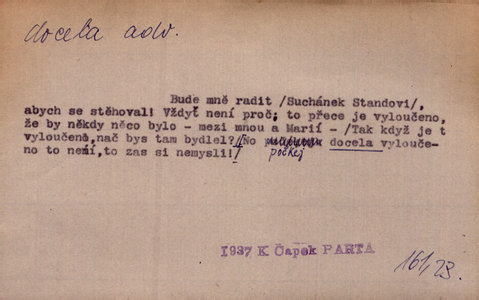 docela adv.
Bude mně radit /Suchánek Standovi/,
abych se stěhoval! Vždyť není proč; to přece je vyloučeno,
že by někdy něco bylo - mezi mnou a Marií - /Tak když je t
vyloučeno,nač bys tam bydlel?/No docela vylouče-
počkej
no to není,to zas si nemysli!/
1937 K Čapek PARTA
161, 23